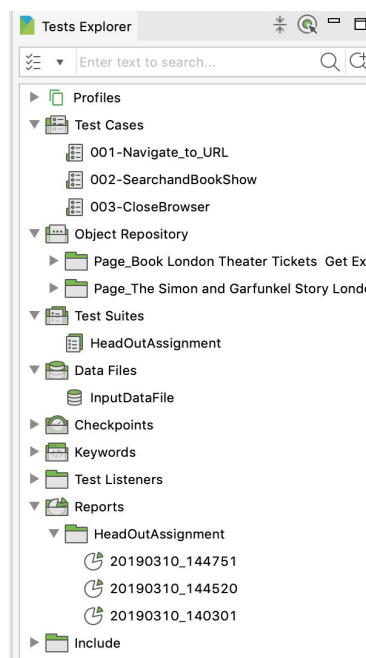 Tests Explorer
Enter text to search...
Profiles
Test Cases
001-Navigate_to_URL
002-SearchandBookShow
003-CloseBrowser
Object Repository
Page_Book London Theater Tickets  Get Ex
Page_The Simon and Garfunkel Story Lond
Test Suites
HeadOutAssignment
Data Files
InputDataFile
Checkpoints
Keywords
Test Listeners
Reports
HeadOutAssignment
20190310_144751
20190310_144520
20190310_140301
Include